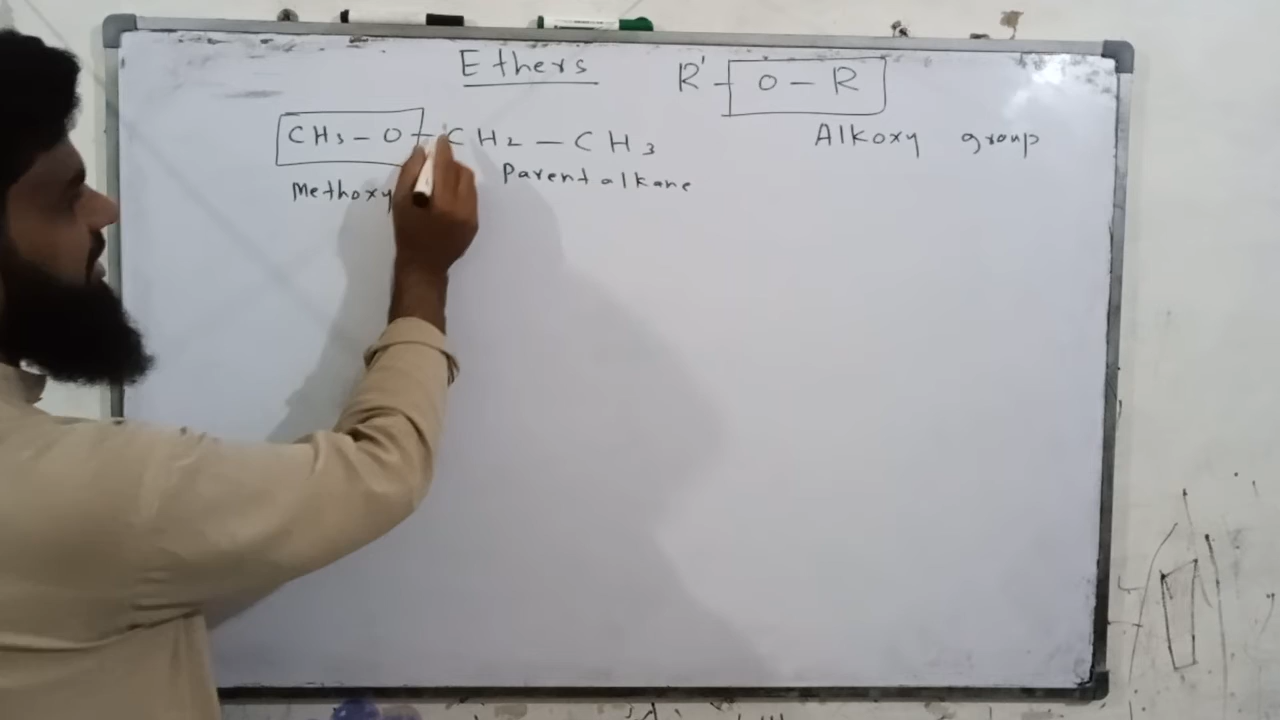 Ethers
R' - O - R
CH3 - O - CH2 - CH3
Alkoxy group
Methoxy
Parent alkane